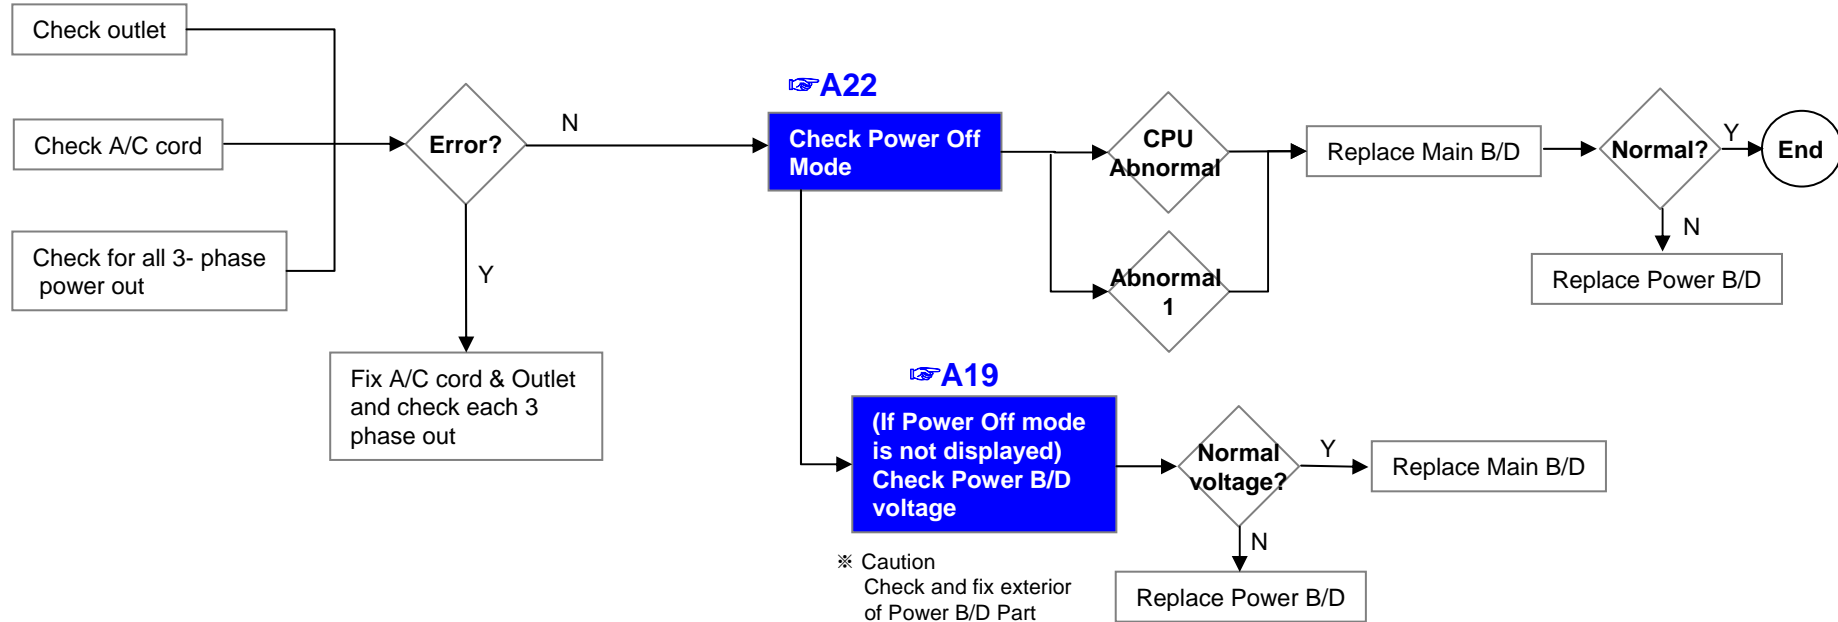 Check outlet
Check A/C cord
Check for all 3- phase
power out
Error?
N
Y
Fix A/C cord & Outlet
and check each 3
phase out
☞A22
Check Power Off
Mode
CPU
Abnormal
Abnormal
1
Replace Main B/D
Normal?
Y
End
N
Replace Power B/D
☞A19
(If Power Off mode
is not displayed)
Check Power B/D
voltage
Normal
voltage?
Y
Replace Main B/D
N
Replace Power B/D
※ Caution
Check and fix exterior
of Power B/D Part